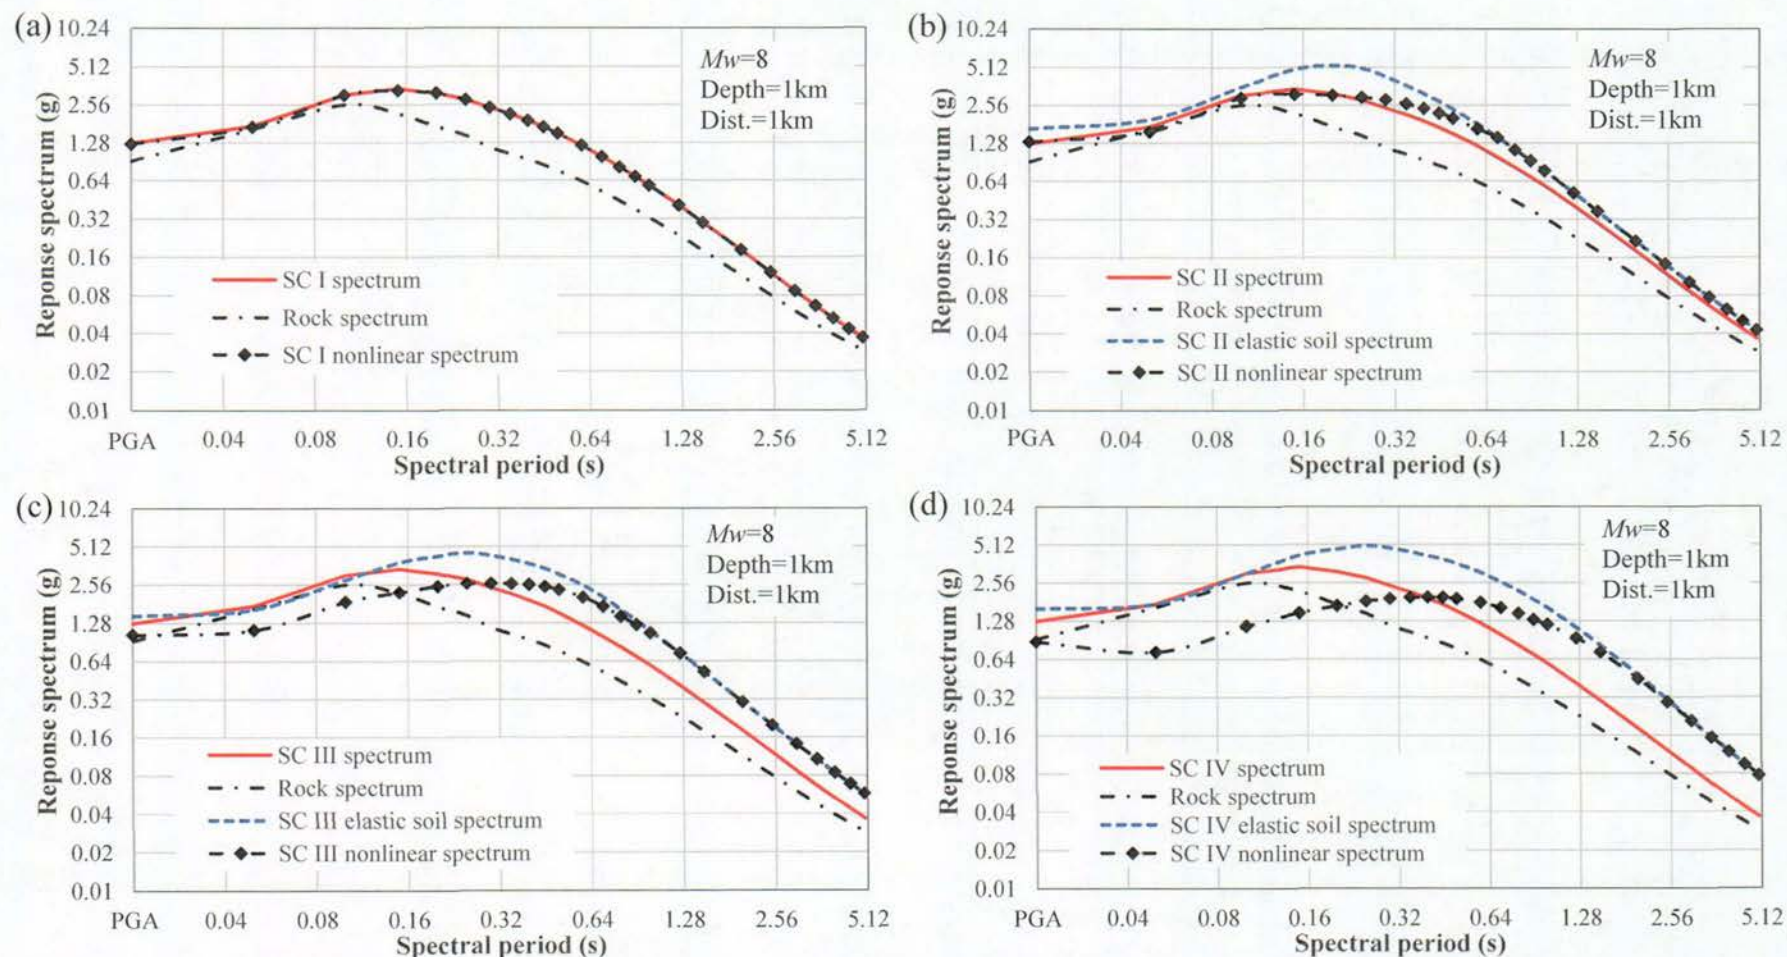 (a)
10.24
5.12
2.56
1.28
0.64
0.32
0.16
0.08
0.04
0.02
0.01
Reponse spectrum (g)
Mw=8
Depth=1km
Dist.=1km
SC I spectrum
Rock spectrum
SC I nonlinear spectrum
PGA 0.04 0.08 0.16 0.32 0.64 1.28 2.56 5.12
Spectral period (s)
(b)
10.24
5.12
2.56
1.28
0.64
0.32
0.16
0.08
0.04
0.02
0.01
Reponse spectrum (g)
Mw=8
Depth=1km
Dist.=1km
SC II spectrum
Rock spectrum
SC II elastic soil spectrum
SC II nonlinear spectrum
PGA 0.04 0.08 0.16 0.32 0.64 1.28 2.56 5.12
Spectral period (s)
(c)
10.24
5.12
2.56
1.28
0.64
0.32
0.16
0.08
0.04
0.02
0.01
Reponse spectrum (g)
Mw=8
Depth=1km
Dist.=1km
SC III spectrum
Rock spectrum
SC III elastic soil spectrum
SC III nonlinear spectrum
PGA 0.04 0.08 0.16 0.32 0.64 1.28 2.56 5.12
Spectral period (s)
(d)
10.24
5.12
2.56
1.28
0.64
0.32
0.16
0.08
0.04
0.02
0.01
Reponse spectrum (g)
Mw=8
Depth=1km
Dist.=1km
SC IV spectrum
Rock spectrum
SC IV elastic soil spectrum
SC IV nonlinear spectrum
PGA 0.04 0.08 0.16 0.32 0.64 1.28 2.56 5.12
Spectral period (s)